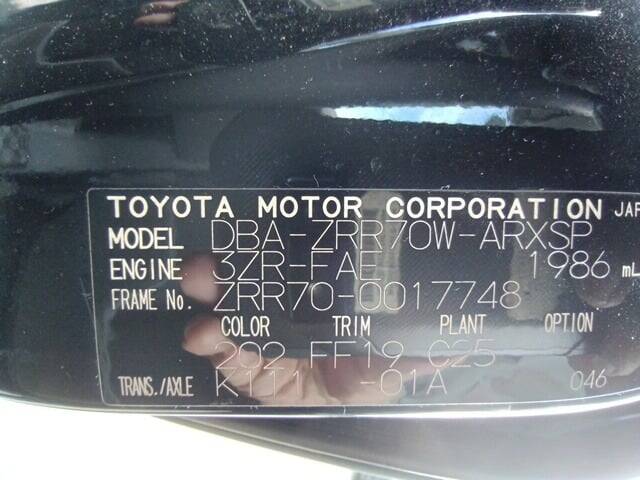 TOYOTA MOTOR CORPORATION JAP
MODEL DBA-ZRR70W-ARXSP
ENGINE 3ZR-FAE 1986 mL
FRAME No. ZRR70-0017748
COLOR TRIM PLANT OPTION
202 FF19 C25
TRANS./AXLE K111 -01A 046